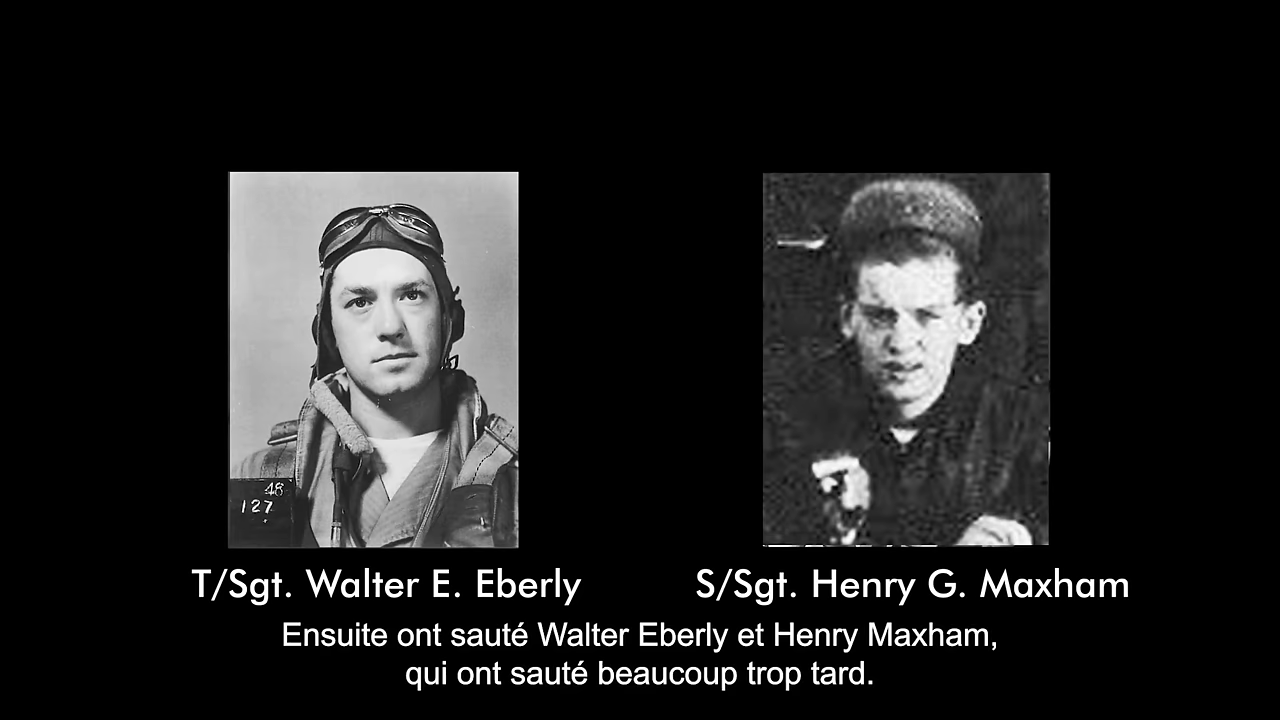 48
127
T/Sgt. Walter E. Eberly
S/Sgt. Henry G. Maxham
Ensuite ont sauté Walter Eberly et Henry Maxham,
qui ont sauté beaucoup trop tard.